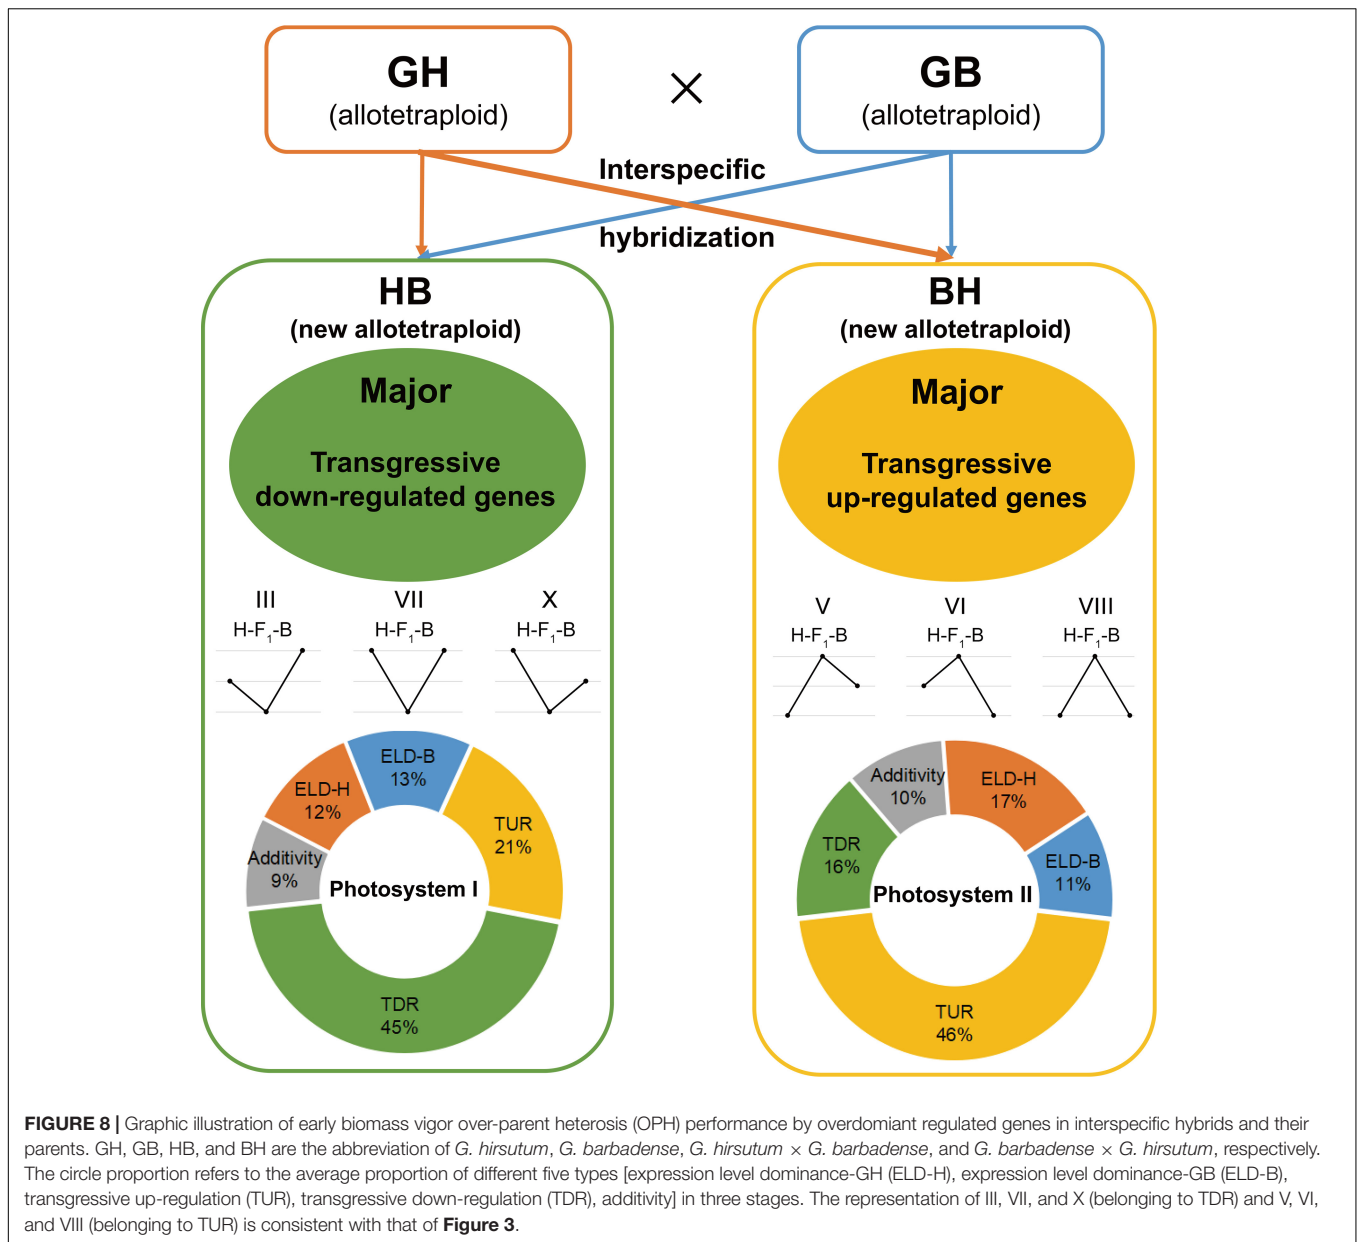 GH
(allotetraploid)
×
GB
(allotetraploid)
Interspecific
hybridization
HB
(new allotetraploid)
Major
Transgressive
down-regulated genes
III
H-F1-B
VII
H-F1-B
X
H-F1-B
ELD-B
13%
ELD-H
12%
TUR
21%
Additivity
9%
Photosystem I
TDR
45%
BH
(new allotetraploid)
Major
Transgressive
up-regulated genes
V
H-F1-B
VI
H-F1-B
VIII
H-F1-B
Additivity
10%
ELD-H
17%
TDR
16%
ELD-B
11%
Photosystem II
TUR
46%
FIGURE 8 | Graphic illustration of early biomass vigor over-parent heterosis (OPH) performance by overdomiant regulated genes in interspecific hybrids and their
parents. GH, GB, HB, and BH are the abbreviation of G. hirsutum, G. barbadense, G. hirsutum × G. barbadense, and G. barbadense × G. hirsutum, respectively.
The circle proportion refers to the average proportion of different five types [expression level dominance-GH (ELD-H), expression level dominance-GB (ELD-B),
transgressive up-regulation (TUR), transgressive down-regulation (TDR), additivity] in three stages. The representation of III, VII, and X (belonging to TDR) and V, VI,
and VIII (belonging to TUR) is consistent with that of Figure 3.